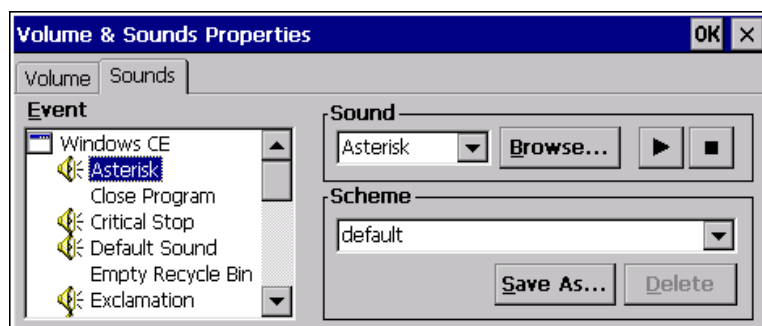 Volume & Sounds Properties OK ×
Volume Sounds
Event
Windows CE
Asterisk
Close Program
Critical Stop
Default Sound
Empty Recycle Bin
Exclamation
Sound
Asterisk Browse...
Scheme
default
Save As... Delete